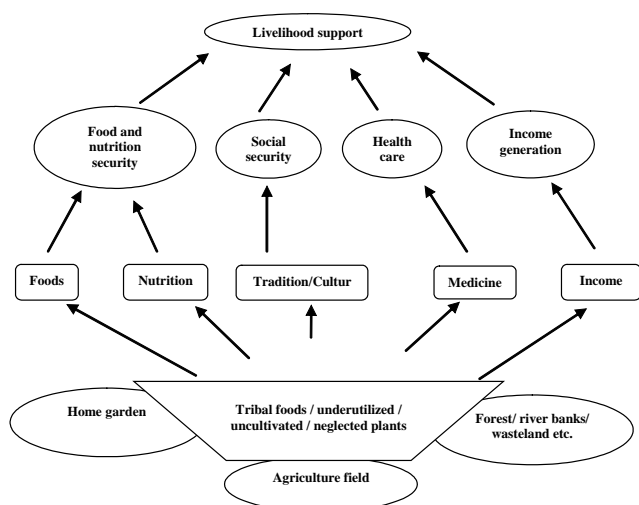 Livelihood support
Food and
nutrition
security
Social
security
Health
care
Income
generation
Foods
Nutrition
Tradition/Cultur
Medicine
Income
Home garden
Tribal foods / underutilized /
uncultivated / neglected plants
Forest/ river banks/
wasteland etc.
Agriculture field